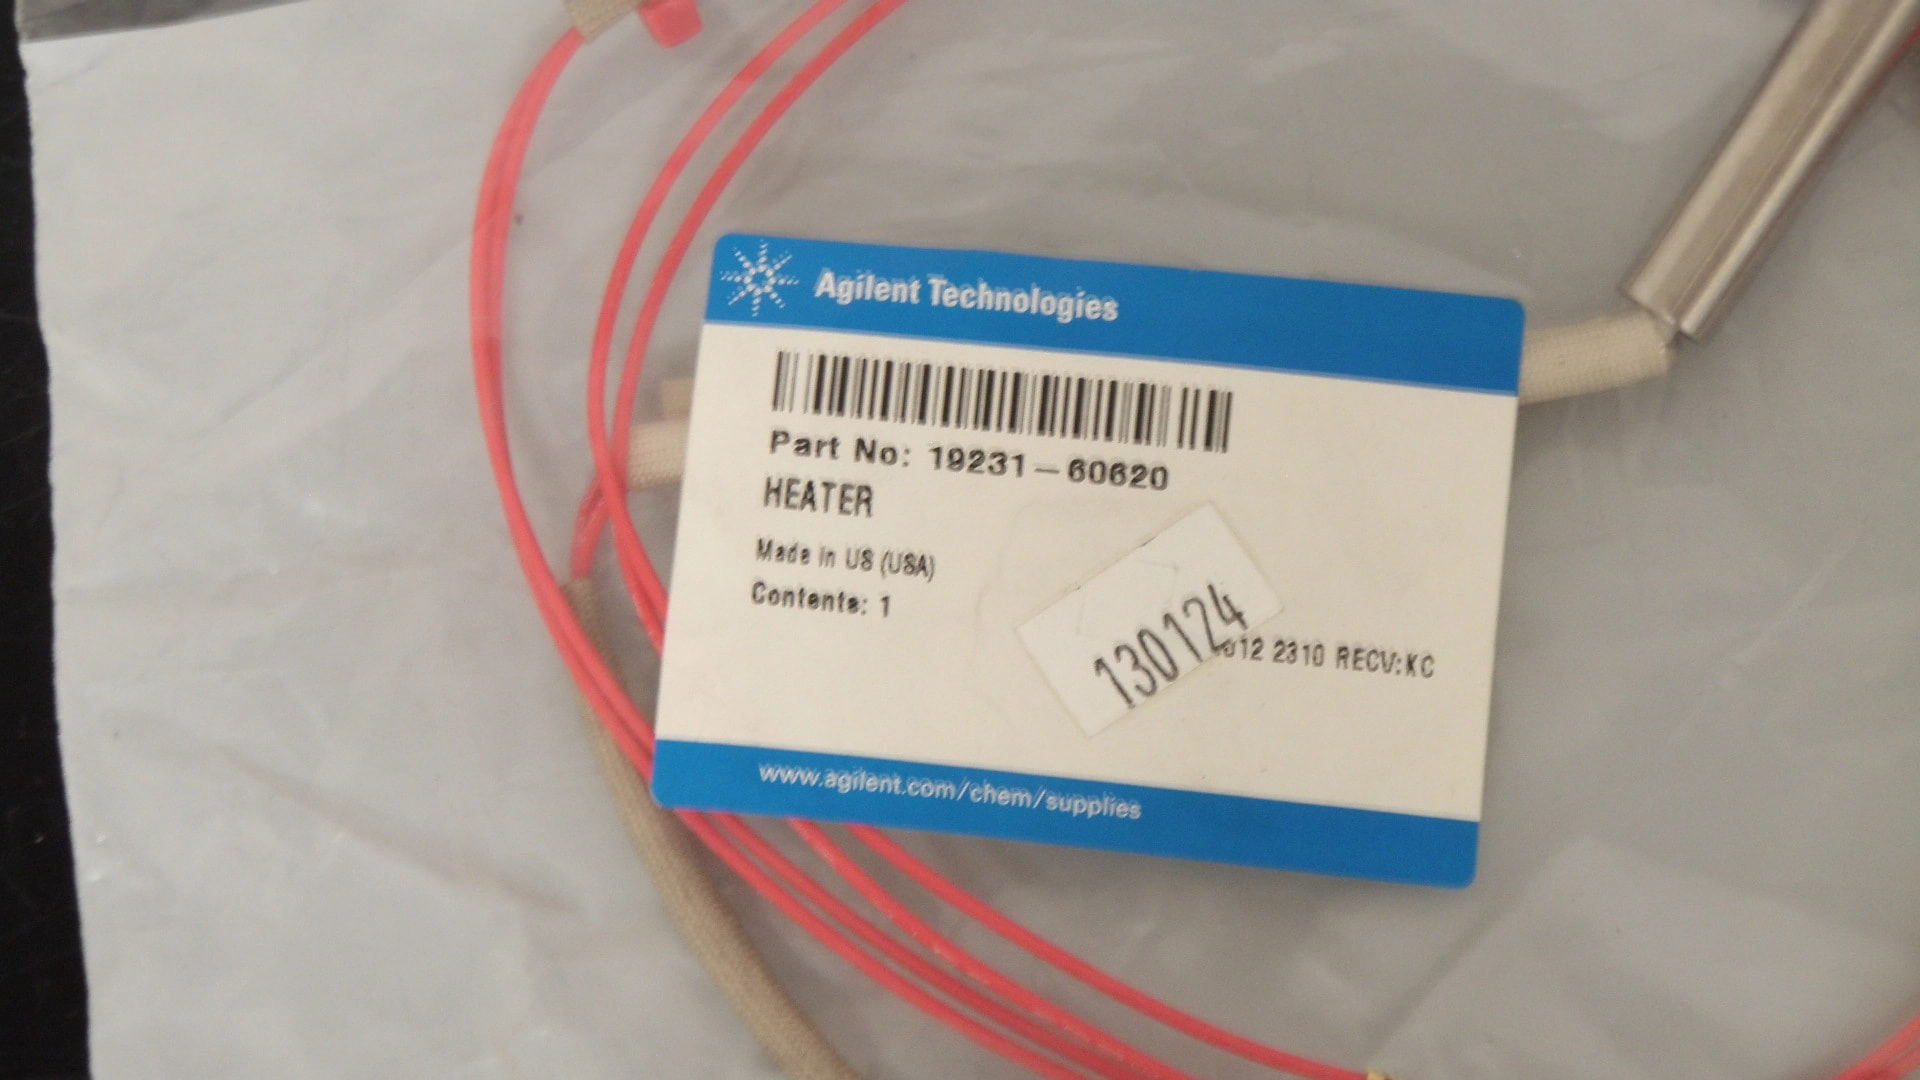 Agilent Technologies
Part No: 19231-60620
HEATER
Made in US (USA)
Contents: 1
130124
012 2310 RECV:KC
www.agilent.com/chem/supplies